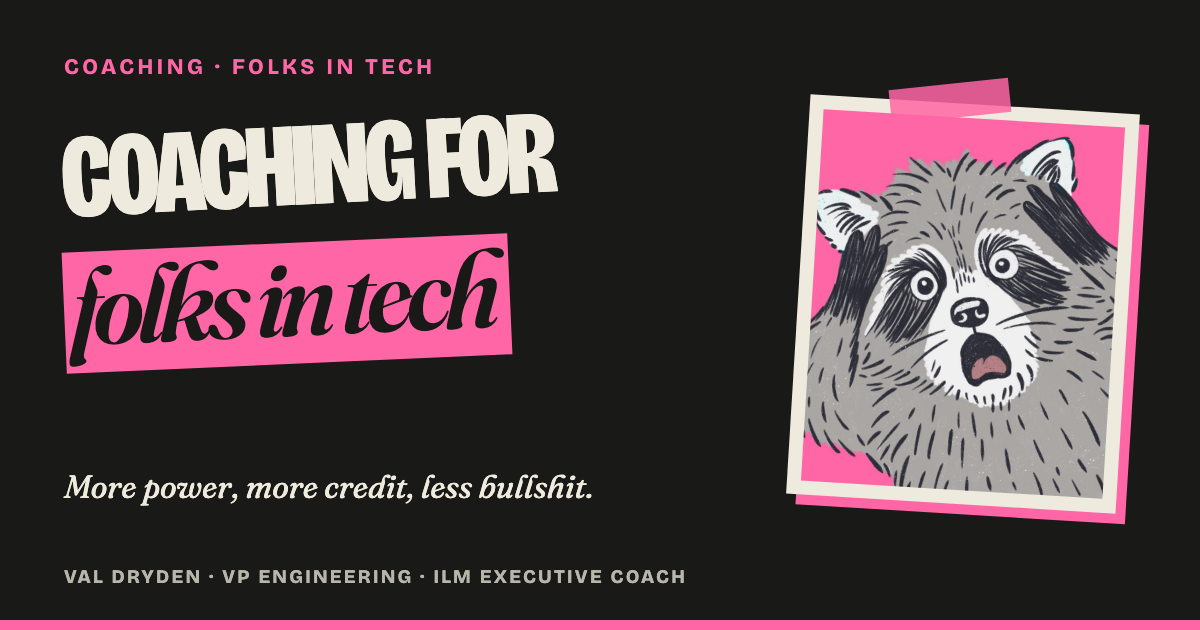 COACHING · FOLKS IN TECH
COACHING FOR
folks in tech
More power, more credit, less bullshit.
VAL DRYDEN · VP ENGINEERING · ILM EXECUTIVE COACH